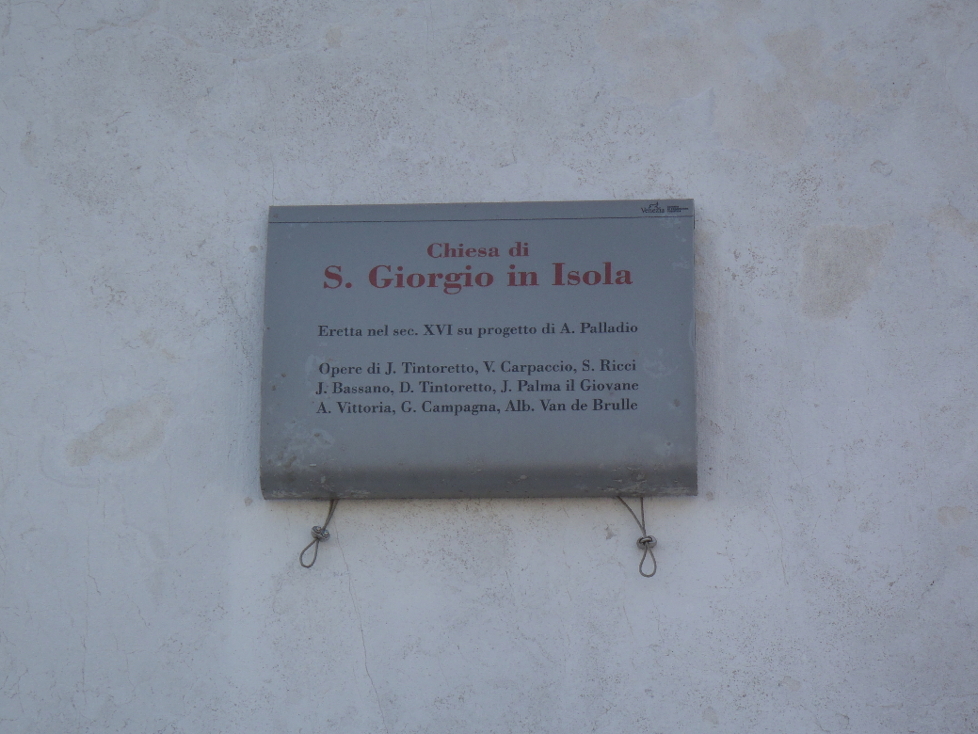 Venezia
Chiesa di
S. Giorgio in Isola
Eretta nel sec. XVI su progetto di A. Palladio
Opere di J. Tintoretto, V. Carpaccio, S. Ricci
J. Bassano, D. Tintoretto, J. Palma il Giovane
A. Vittoria, G. Campagna, Alb. Van de Brulle